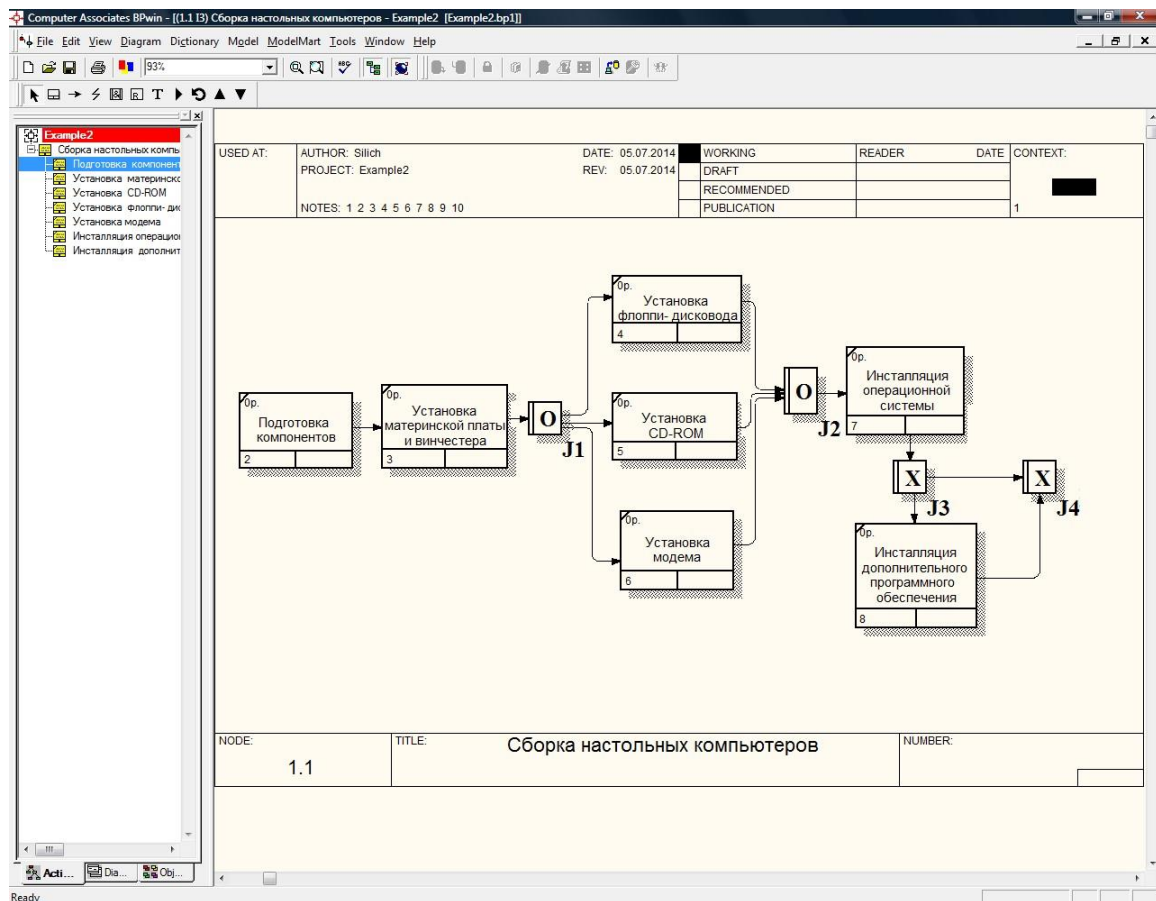 Computer Associates BPwin - [(1.1 I3) Сборка настольных компьютеров - Example2 [Example2.bp1]]
File Edit View Diagram Dictionary Model ModelMart Tools Window Help
93%
Example2
Сборка настольных компь
Подготовка компонент
Установка материнско
Установка CD-ROM
Установка флоппи- дис
Установка модема
Инсталляция операцио
Инсталляция дополнит
Acti...
Dia...
Obj...
Ready
USED AT:
AUTHOR: Silich
DATE: 05.07.2014
WORKING
READER
DATE
CONTEXT:
PROJECT: Example2
REV: 05.07.2014
DRAFT
RECOMMENDED
NOTES: 1 2 3 4 5 6 7 8 9 10
PUBLICATION
1
0р.
Подготовка
компонентов
2
0р.
Установка
материнской платы
и винчестера
3
O
J1
0р.
Установка
флоппи- дисковода
4
0р.
Установка
CD-ROM
5
0р.
Установка
модема
6
O
J2
0р.
Инсталляция
операционной
системы
7
X
J3
X
J4
0р.
Инсталляция
дополнительного
программного
обеспечения
8
NODE:
1.1
TITLE:
Сборка настольных компьютеров
NUMBER: